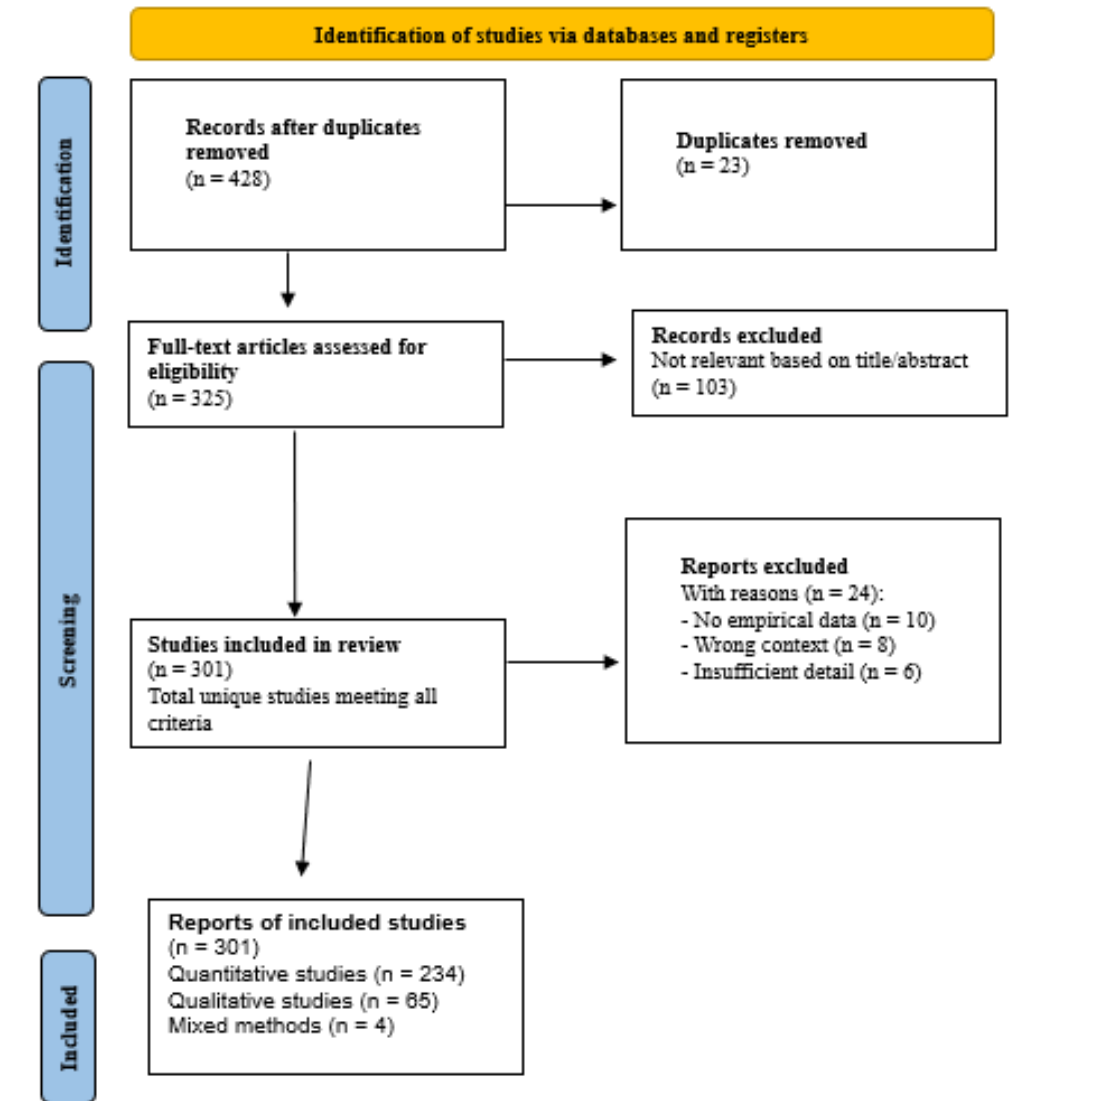 Identification of studies via databases and registers
Identification
Records after duplicates
removed
(n = 428)
Duplicates removed
(n = 23)
Screening
Full-text articles assessed for
eligibility
(n = 325)
Records excluded
Not relevant based on title/abstract
(n = 103)
Reports excluded
With reasons (n = 24):
- No empirical data (n = 10)
- Wrong context (n = 8)
- Insufficient detail (n = 6)
Studies included in review
(n = 301)
Total unique studies meeting all
criteria
Included
Reports of included studies
(n = 301)
Quantitative studies (n = 234)
Qualitative studies (n = 65)
Mixed methods (n = 4)